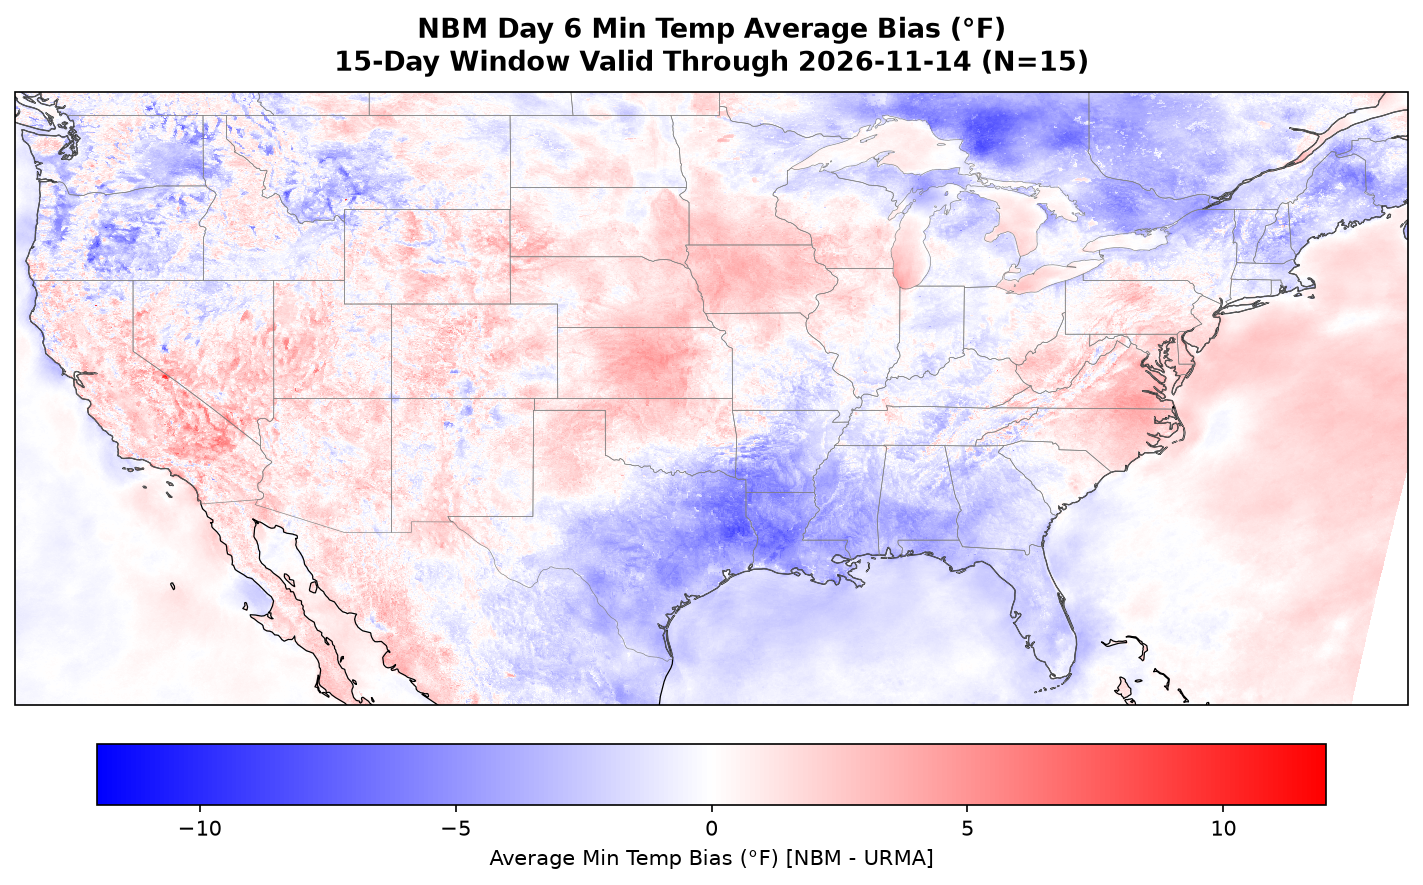 NBM Day 6 Min Temp Average Bias (°F)
15-Day Window Valid Through 2026-11-14 (N=15)
−10 −5 0 5 10
Average Min Temp Bias (°F) [NBM - URMA]